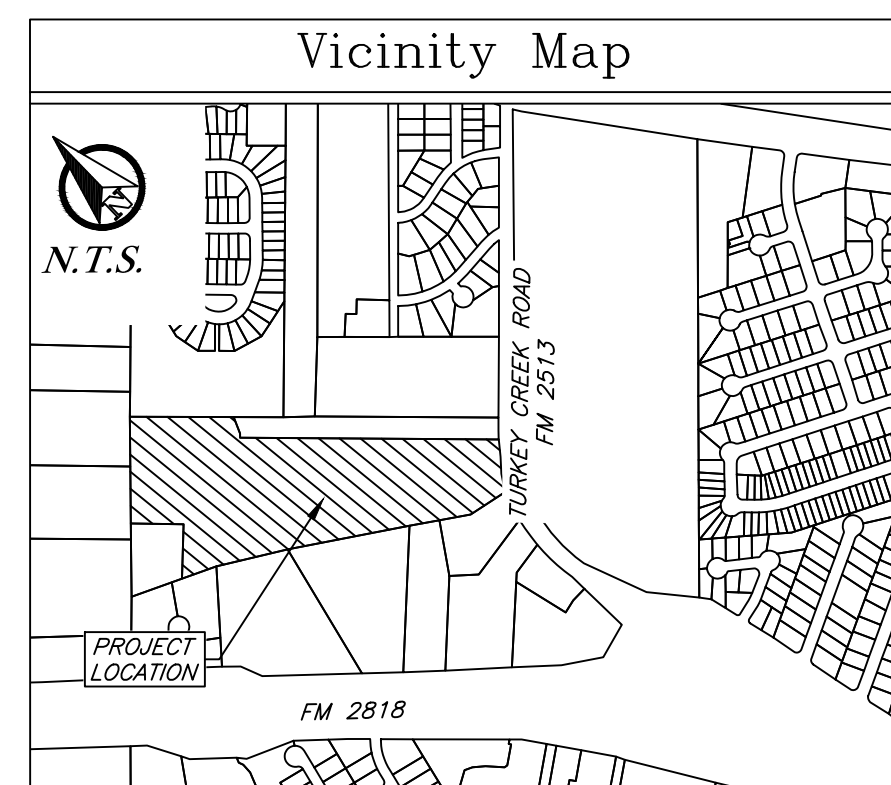 Vicinity Map
N
N.T.S.
TURKEY CREEK ROAD
FM 2513
PROJECT
LOCATION
FM 2818